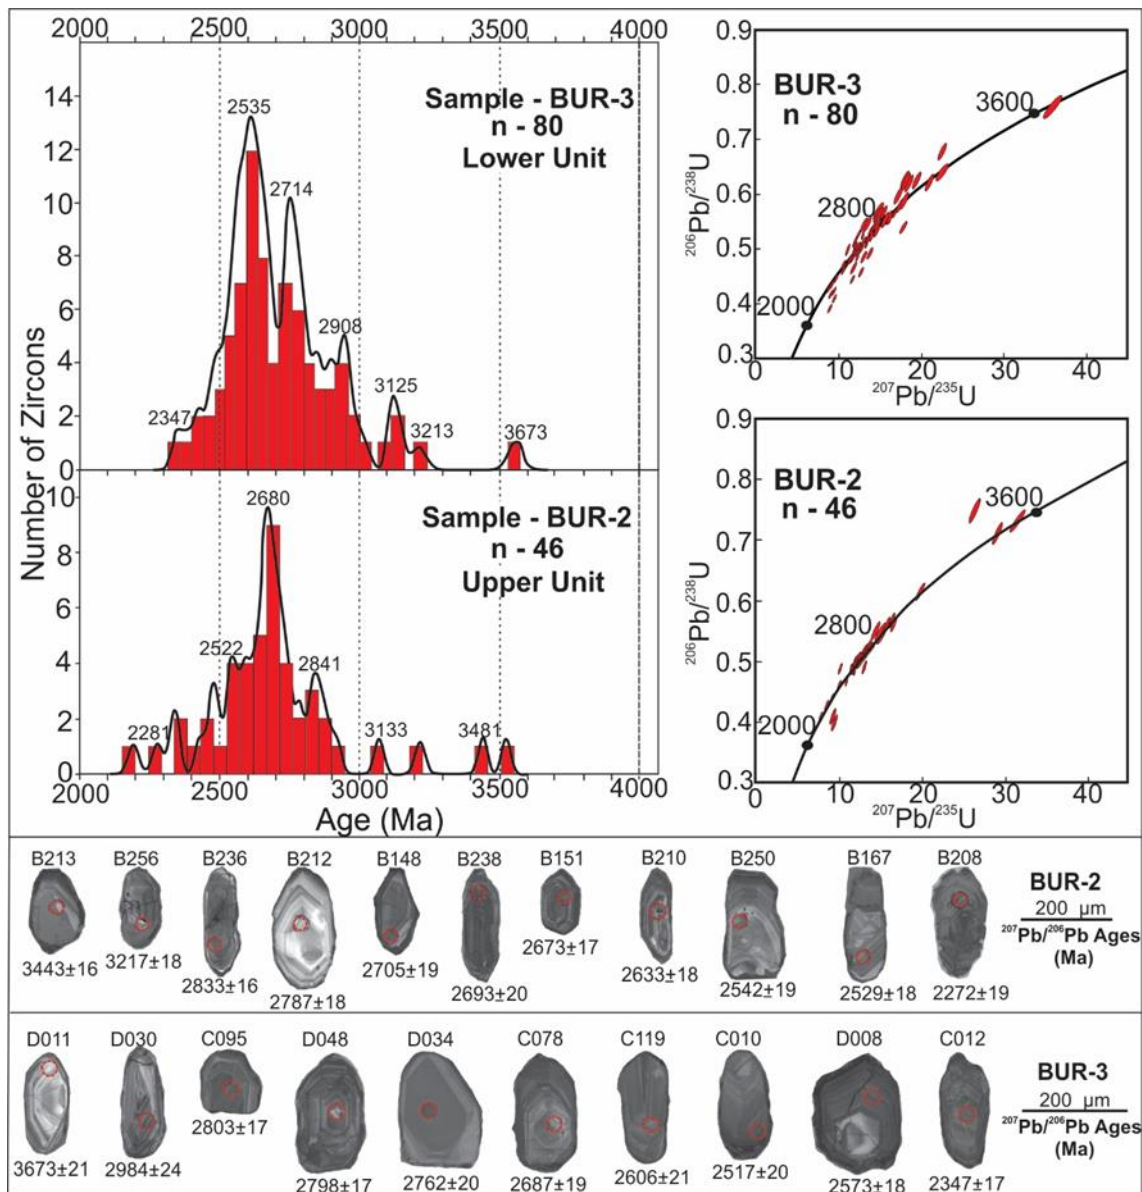 2000 2500 3000 3500 4000
Number of Zircons
14
12
10
8
6
4
2
0
Sample - BUR-3
n - 80
Lower Unit
2535
2714
2908
2347
3125
3213
3673
10
8
6
4
2
0
Sample - BUR-2
n - 46
Upper Unit
2680
2522
2841
2281
3133
3481
2000 2500 3000 3500 4000
Age (Ma)
0.9
0.8
0.7
0.6
0.5
0.4
0.3
206Pb/238U
BUR-3
n - 80
3600
2800
2000
0 10 20 30 40
207Pb/235U
0.9
0.8
0.7
0.6
0.5
0.4
0.3
206Pb/238U
BUR-2
n - 46
3600
2800
2000
0 10 20 30 40
207Pb/235U
B213 B256 B236 B212 B148 B238 B151 B210 B250 B167 B208
3443±16 3217±18 2833±16 2787±18 2705±19 2693±20 2673±17 2633±18 2542±19 2529±18 2272±19
BUR-2
200 µm
207Pb/206Pb Ages
(Ma)
D011 D030 C095 D048 D034 C078 C119 C010 D008 C012
3673±21 2984±24 2803±17 2798±17 2762±20 2687±19 2606±21 2517±20 2573±18 2347±17
BUR-3
200 µm
207Pb/206Pb Ages
(Ma)